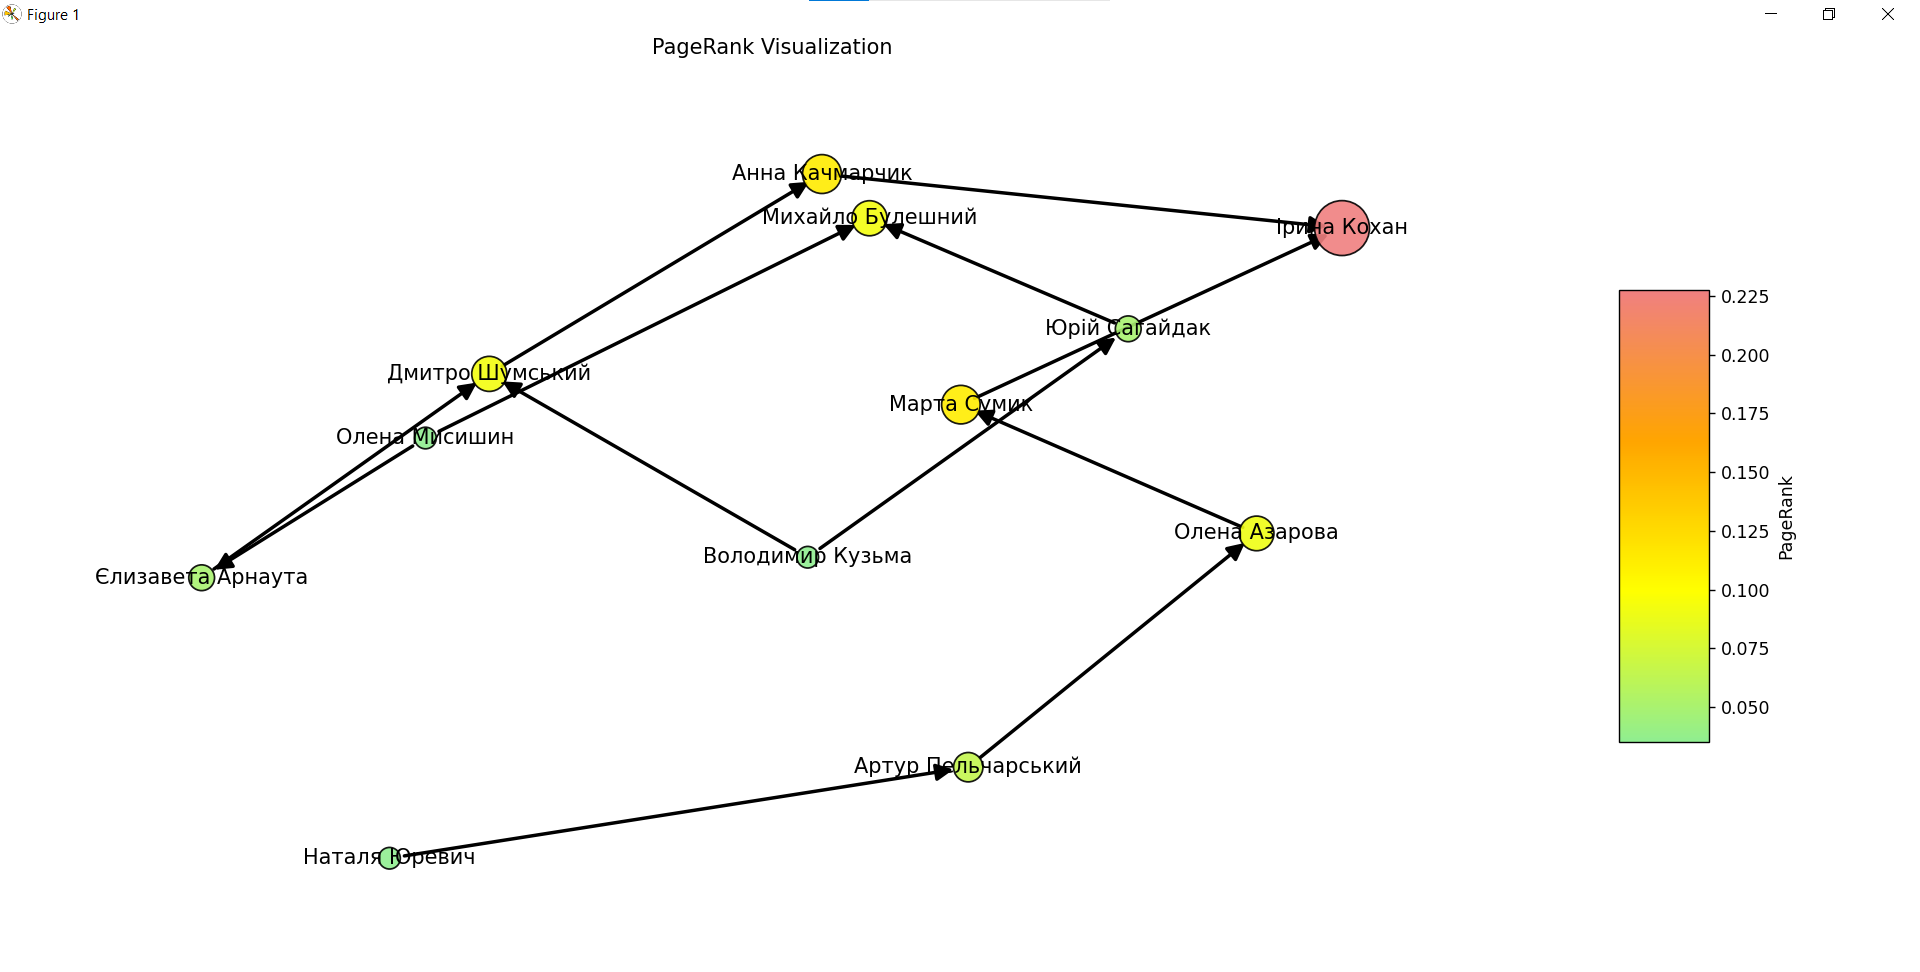 Figure 1
PageRank Visualization
Анна Качмарчик
Михайло Булешний
Ірина Кохан
Юрій Сагайдак
Дмитро Шумський
Марта Сумик
Олена Мисишин
Олена Азарова
Володимир Кузьма
Єлизавета Арнаута
Артур Пельчарський
Наталя Юревич
0.225
0.200
0.175
0.150
0.125
0.100
0.075
0.050
PageRank